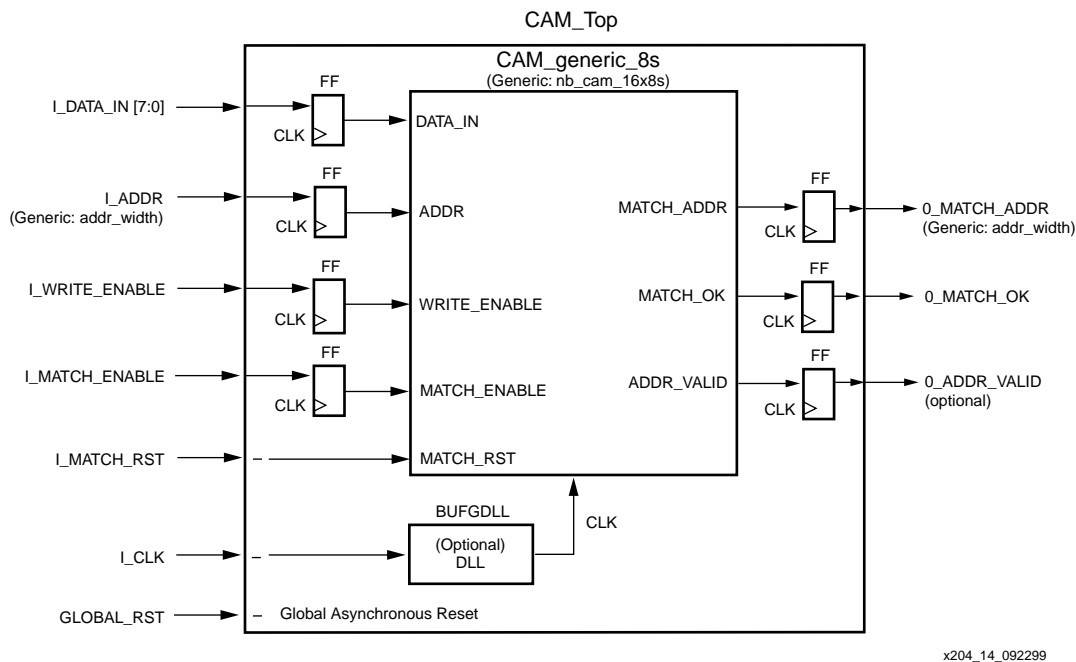 CAM_Top
CAM_generic_8s
(Generic: nb_cam_16x8s)
FF
I_DATA_IN [7:0]
CLK
DATA_IN
FF
I_ADDR
(Generic: addr_width)
CLK
ADDR
MATCH_ADDR
FF
CLK
0_MATCH_ADDR
(Generic: addr_width)
FF
I_WRITE_ENABLE
CLK
WRITE_ENABLE
MATCH_OK
FF
CLK
0_MATCH_OK
FF
I_MATCH_ENABLE
CLK
MATCH_ENABLE
ADDR_VALID
FF
CLK
0_ADDR_VALID
(optional)
I_MATCH_RST
MATCH_RST
BUFGDLL
CLK
I_CLK
(Optional)
DLL
GLOBAL_RST
Global Asynchronous Reset
x204_14_092299